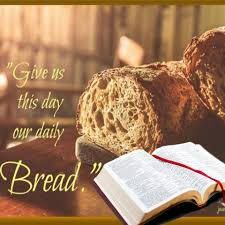 "Give us
this day
our daily
Bread."